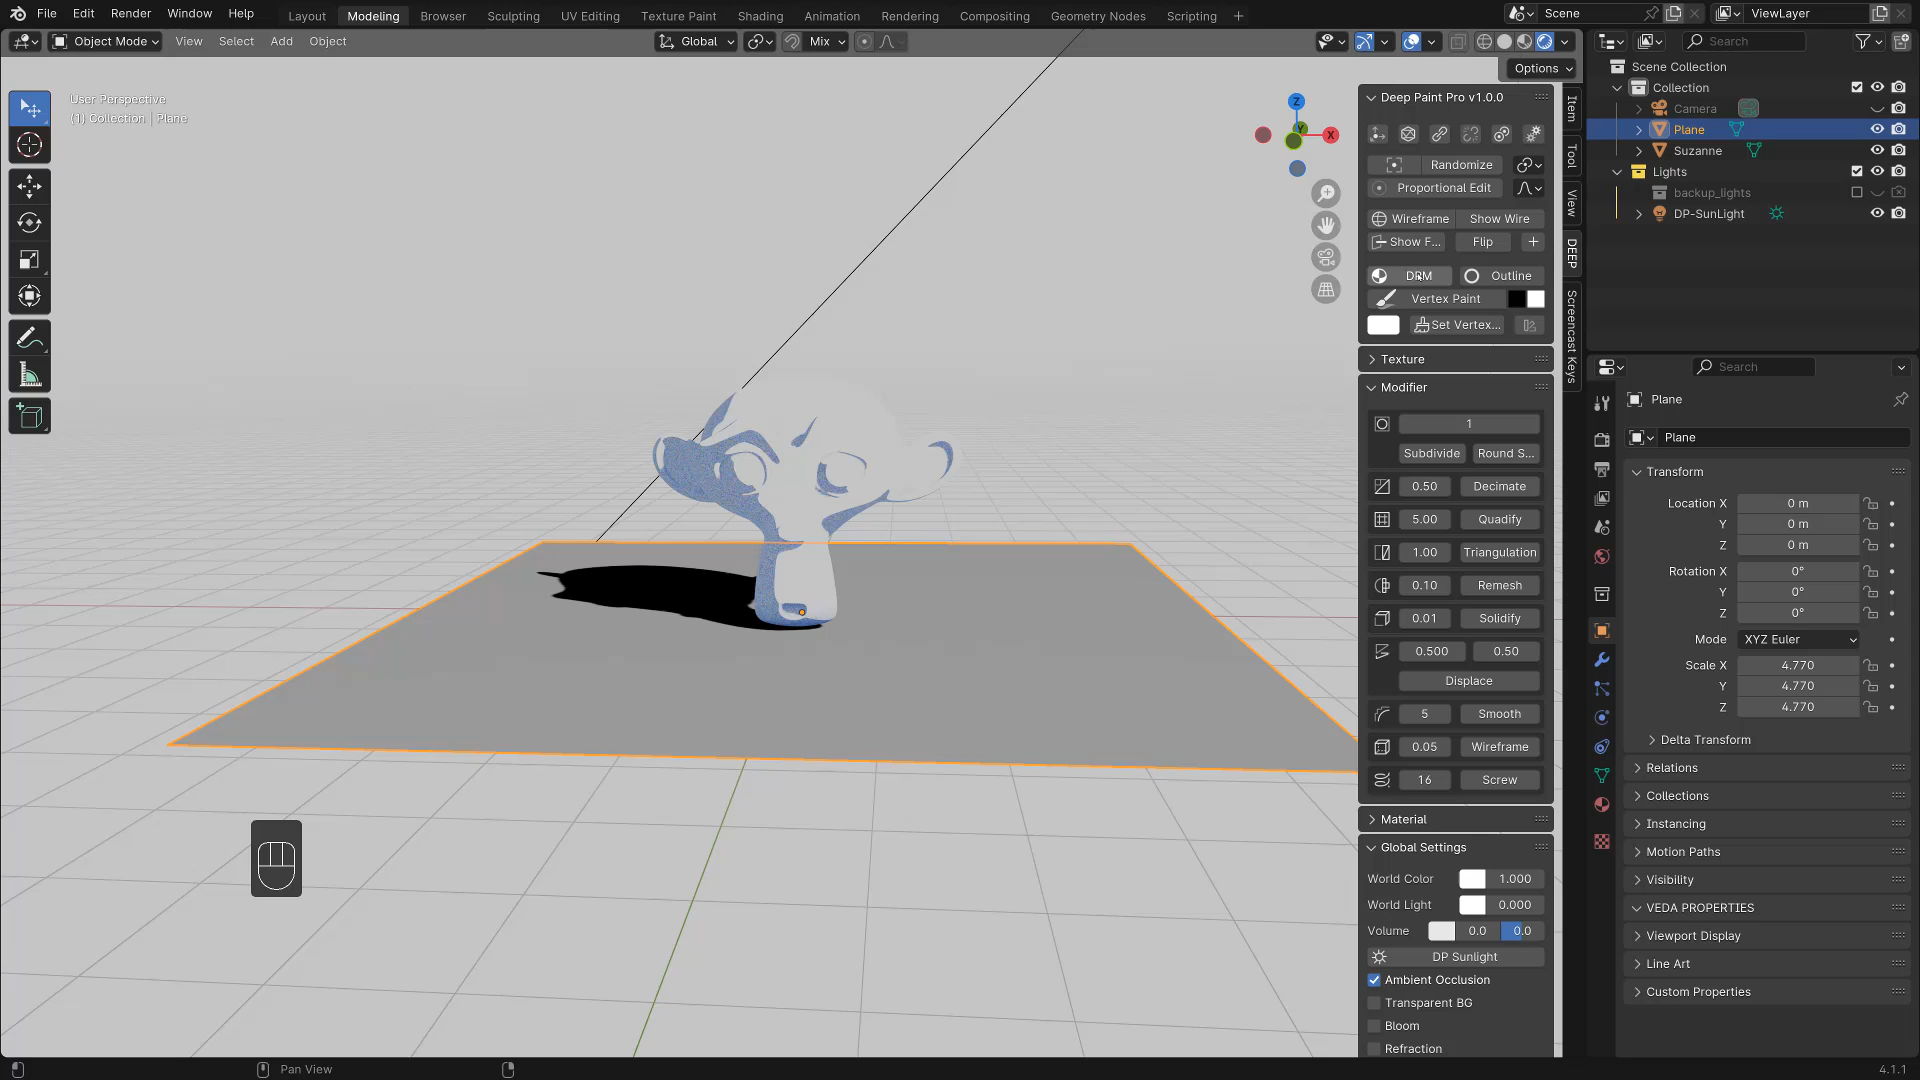 File Edit Render Window Help Layout Modeling Browser Sculpting UV Editing Texture Paint Shading Animation Rendering Compositing Geometry Nodes Scripting + Scene ViewLayer
Object Mode View Select Add Object Global Mix Search
Options
User Perspective
(1) Collection | Plane
Z
Y
X
Deep Paint Pro v1.0.0
Randomize
Proportional Edit
Wireframe Show Wire
Show F... Flip +
Outline
Vertex Paint
Set Vertex...
Texture
Modifier
1
Subdivide Round S...
0.50 Decimate
5.00 Quadify
1.00 Triangulation
0.10 Remesh
0.01 Solidify
0.500 0.50
Displace
5 Smooth
0.05 Wireframe
16 Screw
Material
Global Settings
World Color 1.000
World Light 0.000
Volume 0.0 0.0
DP Sunlight
Ambient Occlusion
Transparent BG
Bloom
Refraction
Item
Tool
View
DEEP
Screencast Keys
Scene Collection
Collection
Camera
Plane
Suzanne
Lights
backup_lights
DP-SunLight
Search
Plane
Plane
Transform
Location X 0 m
Y 0 m
Z 0 m
Rotation X 0°
Y 0°
Z 0°
Mode XYZ Euler
Scale X 4.770
Y 4.770
Z 4.770
Delta Transform
Relations
Collections
Instancing
Motion Paths
Visibility
VEDA PROPERTIES
Viewport Display
Line Art
Custom Properties
Pan View
4.1.1